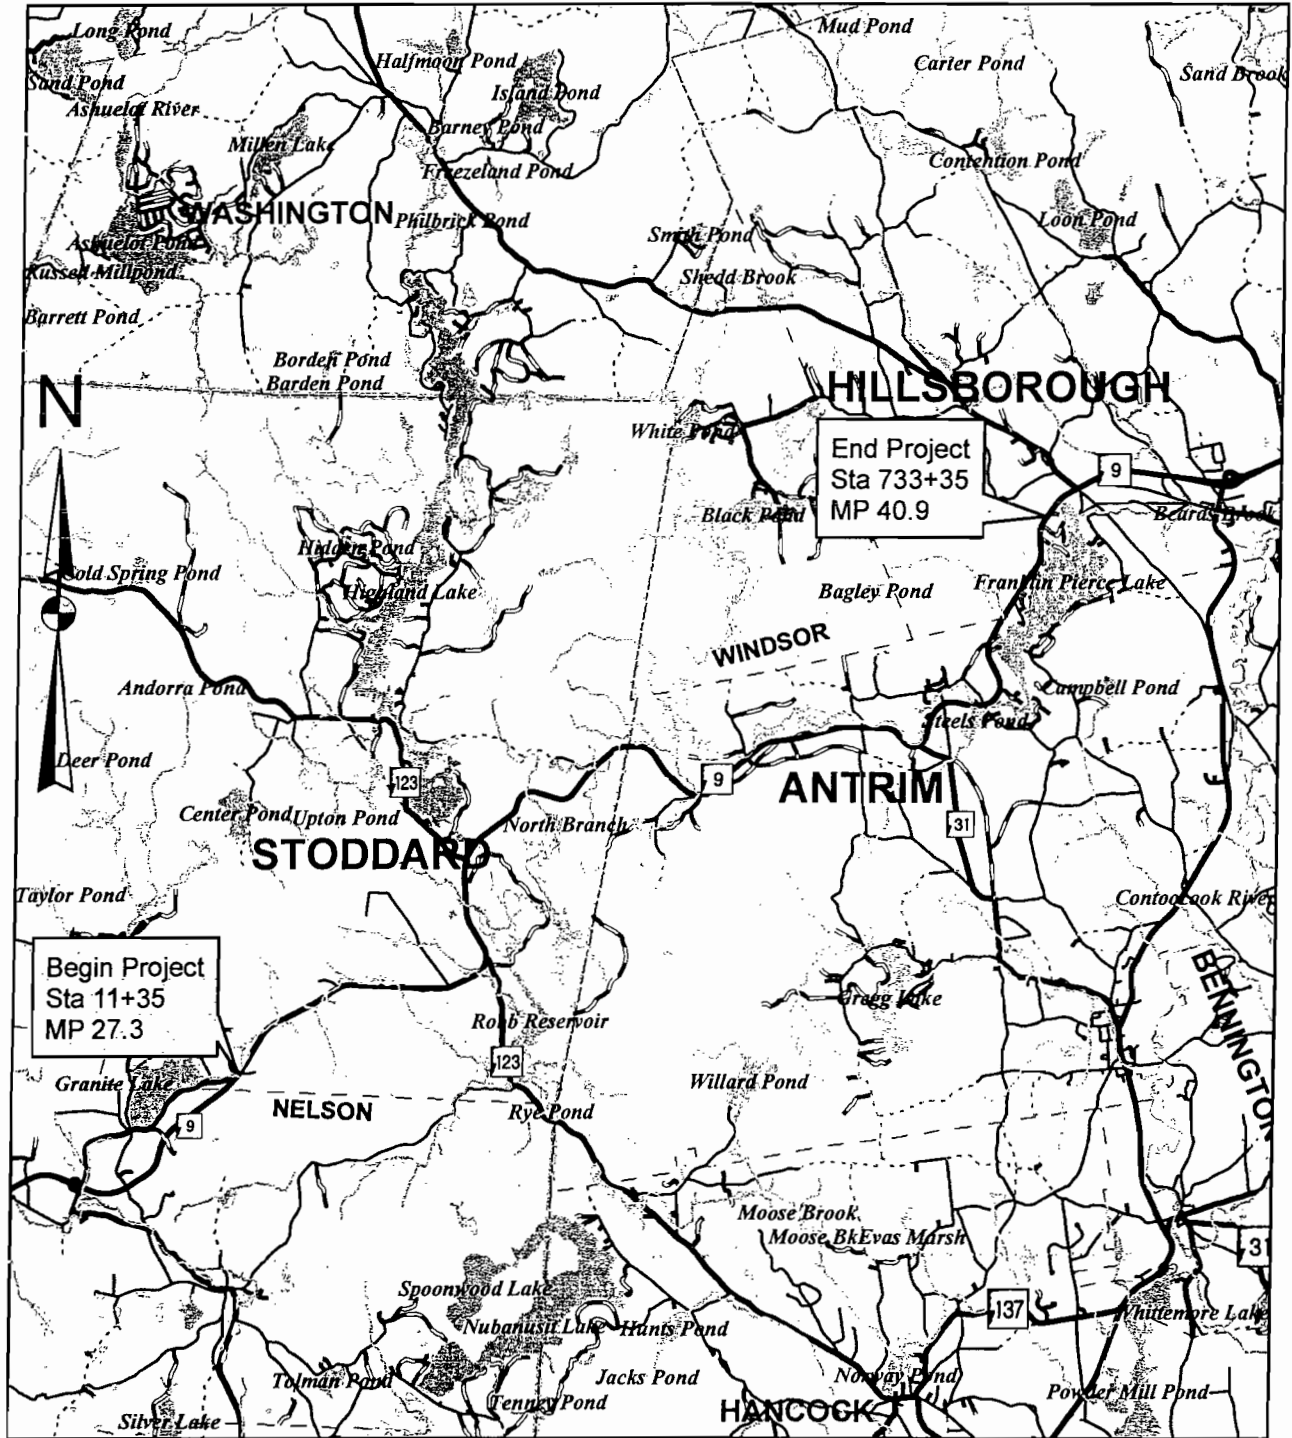 Long Pond
Mud Pond
Halfmoon Pond
Carter Pond
Sand Brook
Sand Pond
Island Pond
Ashuelot River
Barney Pond
Millen Lake
Contention Pond
Freezeland Pond
WASHINGTON
Philbrick Pond
Loon Pond
Smith Pond
Ashuelot Pond
Russell Millpond
Shedd Brook
Barrett Pond
Borden Pond
Barden Pond
HILLSBOROUGH
N
White Pond
End Project
Sta 733+35
MP 40.9
9
Black Pond
Beards Brook
Hidden Pond
Cold Spring Pond
Highland Lake
Bagley Pond
Franklin Pierce Lake
WINDSOR
Andorra Pond
Campbell Pond
Steels Pond
Deer Pond
123
9
ANTRIM
Center Pond
Upton Pond
North Branch
31
STODDARD
Taylor Pond
Contoocook River
Begin Project
Sta 11+35
MP 27.3
BENNINGTON
Gregg Lake
Robb Reservoir
123
Granite Lake
Willard Pond
NELSON
Rye Pond
9
Moose Brook
Moose Bk
Evas Marsh
31
Spoonwood Lake
137
Whittemore Lake
Nubanusit Lake
Hunts Pond
Tolman Pond
Jacks Pond
Norway Pond
Powder Mill Pond
Tenney Pond
HANCOCK
Silver Lake